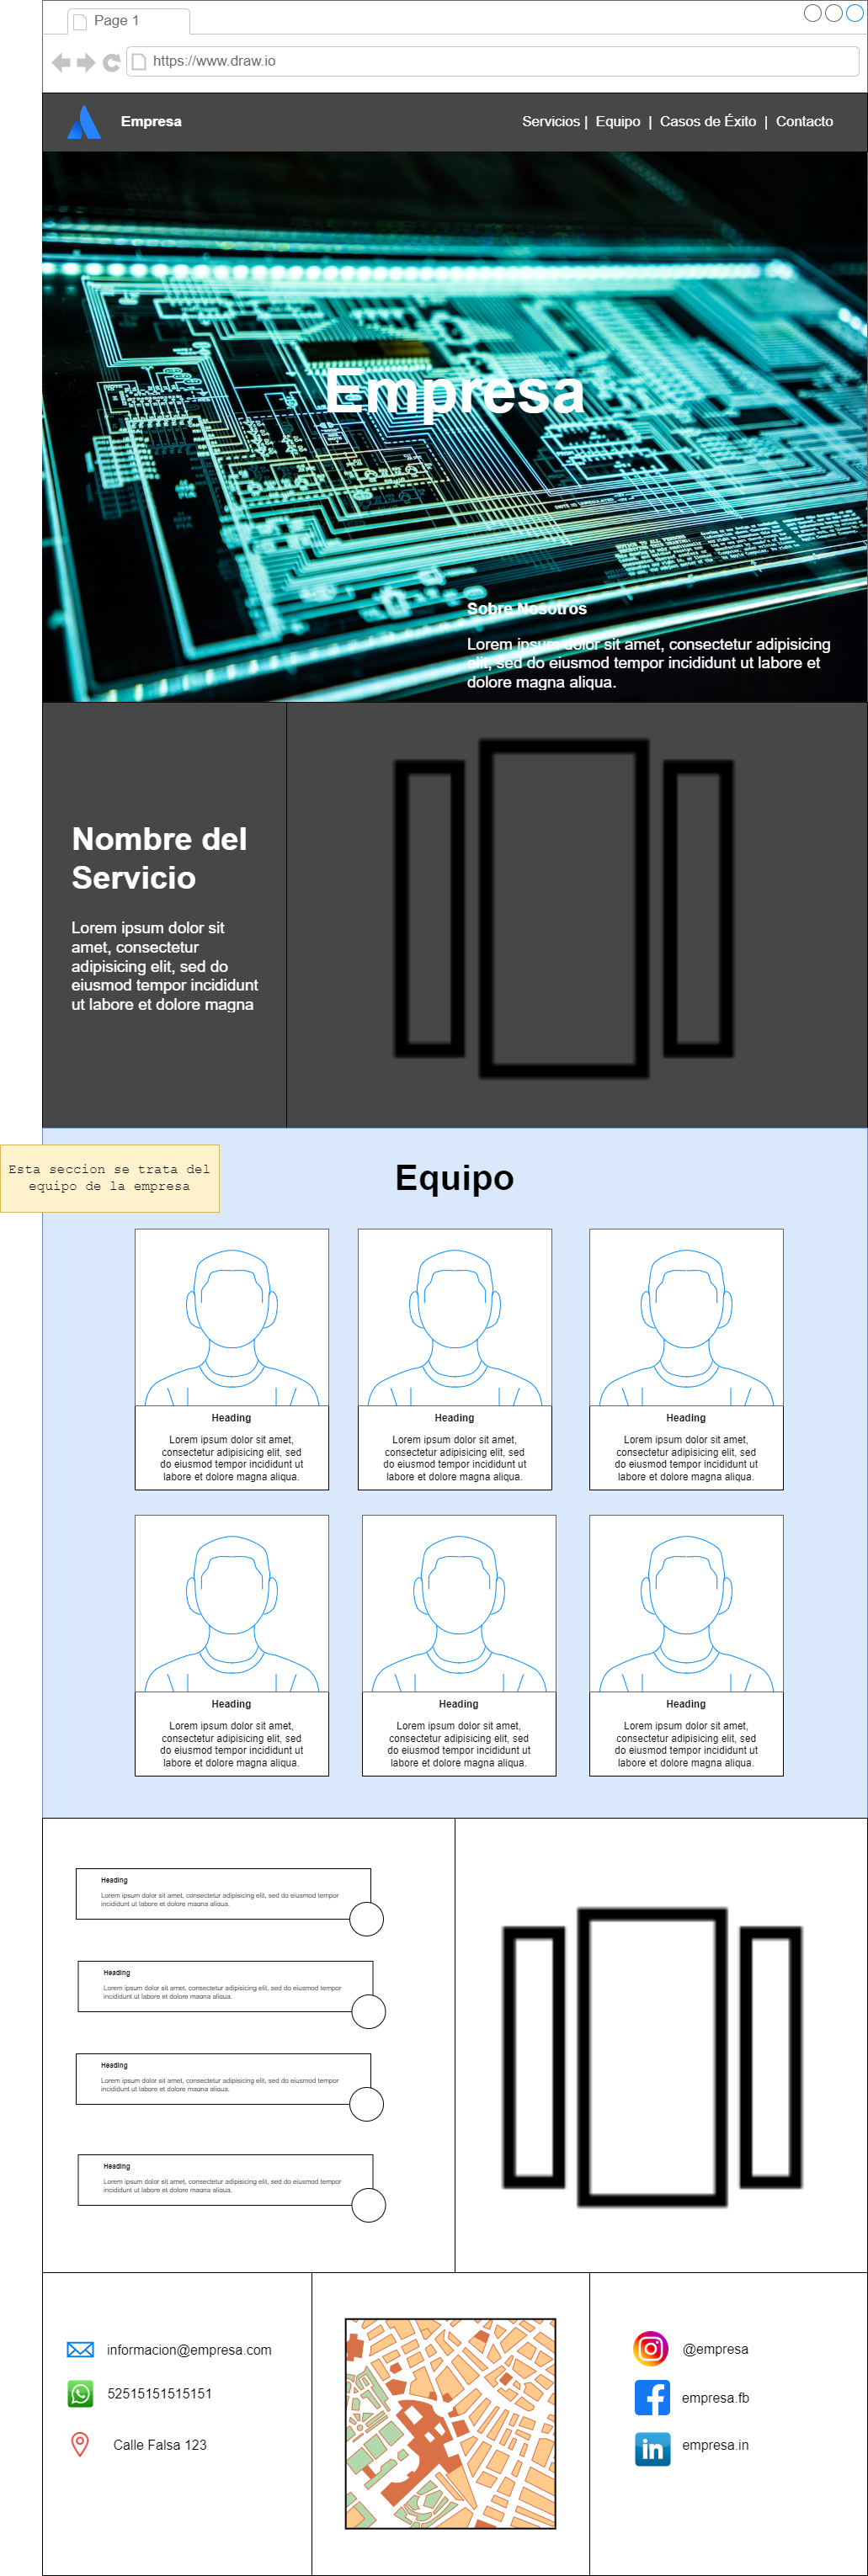 Page 1
https://www.draw.io
Empresa
Servicios | Equipo | Casos de Éxito | Contacto
Empresa
Sobre Nosotros
Lorem ipsum dolor sit amet, consectetur adipisicing
elit, sed do eiusmod tempor incididunt ut labore et
dolore magna aliqua.
Nombre del
Servicio
Lorem ipsum dolor sit
amet, consectetur
adipisicing elit, sed do
eiusmod tempor incididunt
ut labore et dolore magna
Esta seccion se trata del
equipo de la empresa
Equipo
Heading
Lorem ipsum dolor sit amet,
consectetur adipisicing elit, sed
do eiusmod tempor incididunt ut
labore et dolore magna aliqua.
Heading
Lorem ipsum dolor sit amet,
consectetur adipisicing elit, sed
do eiusmod tempor incididunt ut
labore et dolore magna aliqua.
Heading
Lorem ipsum dolor sit amet,
consectetur adipisicing elit, sed
do eiusmod tempor incididunt ut
labore et dolore magna aliqua.
Heading
Lorem ipsum dolor sit amet,
consectetur adipisicing elit, sed
do eiusmod tempor incididunt ut
labore et dolore magna aliqua.
Heading
Lorem ipsum dolor sit amet,
consectetur adipisicing elit, sed
do eiusmod tempor incididunt ut
labore et dolore magna aliqua.
Heading
Lorem ipsum dolor sit amet,
consectetur adipisicing elit, sed
do eiusmod tempor incididunt ut
labore et dolore magna aliqua.
Heading
Lorem ipsum dolor sit amet, consectetur adipisicing elit, sed do eiusmod tempor
incididunt ut labore et dolore magna aliqua.
Heading
Lorem ipsum dolor sit amet, consectetur adipisicing elit, sed do eiusmod tempor
incididunt ut labore et dolore magna aliqua.
Heading
Lorem ipsum dolor sit amet, consectetur adipisicing elit, sed do eiusmod tempor
incididunt ut labore et dolore magna aliqua.
Heading
Lorem ipsum dolor sit amet, consectetur adipisicing elit, sed do eiusmod tempor
incididunt ut labore et dolore magna aliqua.
informacion@empresa.com
52515151515151
Calle Falsa 123
@empresa
empresa.fb
in
empresa.in